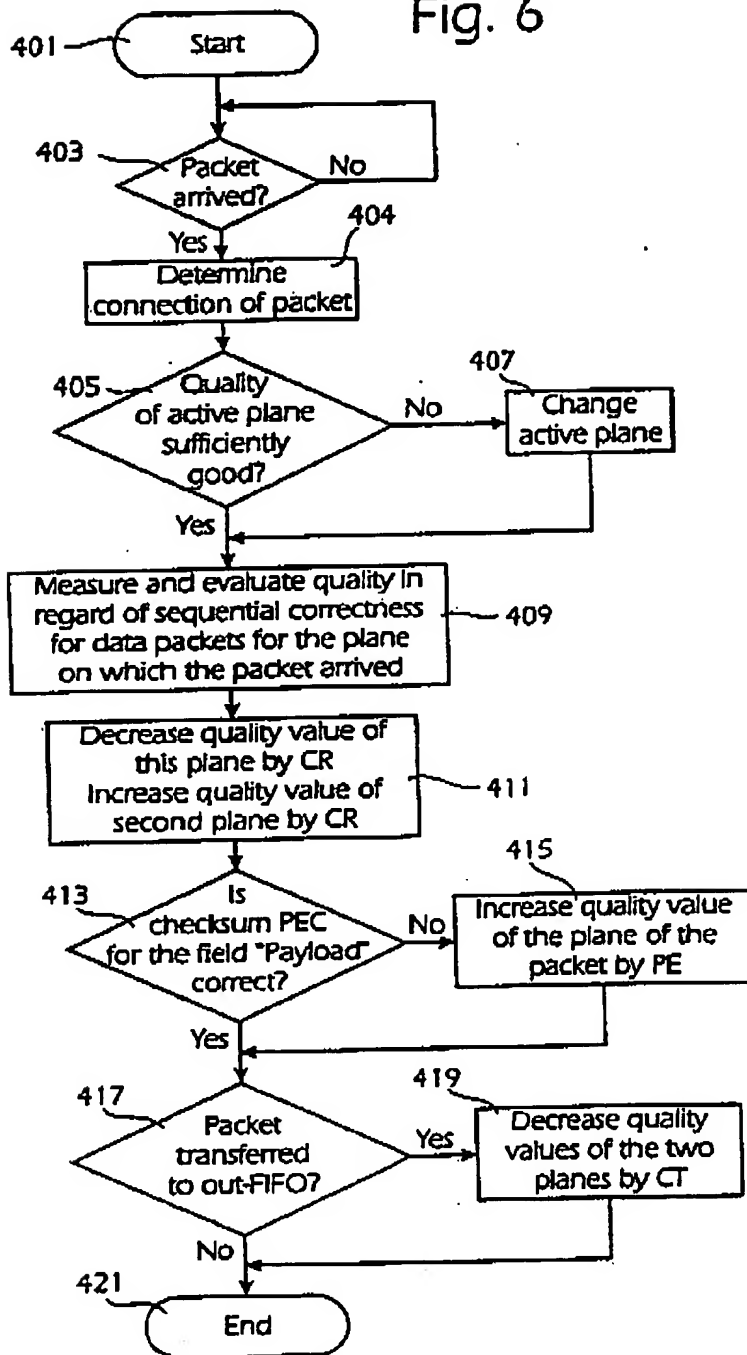 Fig. 6
401
Start
403
Packet
arrived?
No
Yes
404
Determine
connection of packet
405
Quality
of active plane
sufficiently
good?
No
407
Change
active plane
Yes
Measure and evaluate quality in
regard of sequential correctness
for data packets for the plane
on which the packet arrived
409
Decrease quality value of
this plane by CR
Increase quality value of
second plane by CR
411
413
Is
checksum PEC
for the field "Payload"
correct?
No
415
Increase quality value
of the plane of the
packet by PE
Yes
417
Packet
transferred
to out-FIFO?
Yes
419
Decrease quality
values of the two
planes by CT
No
421
End